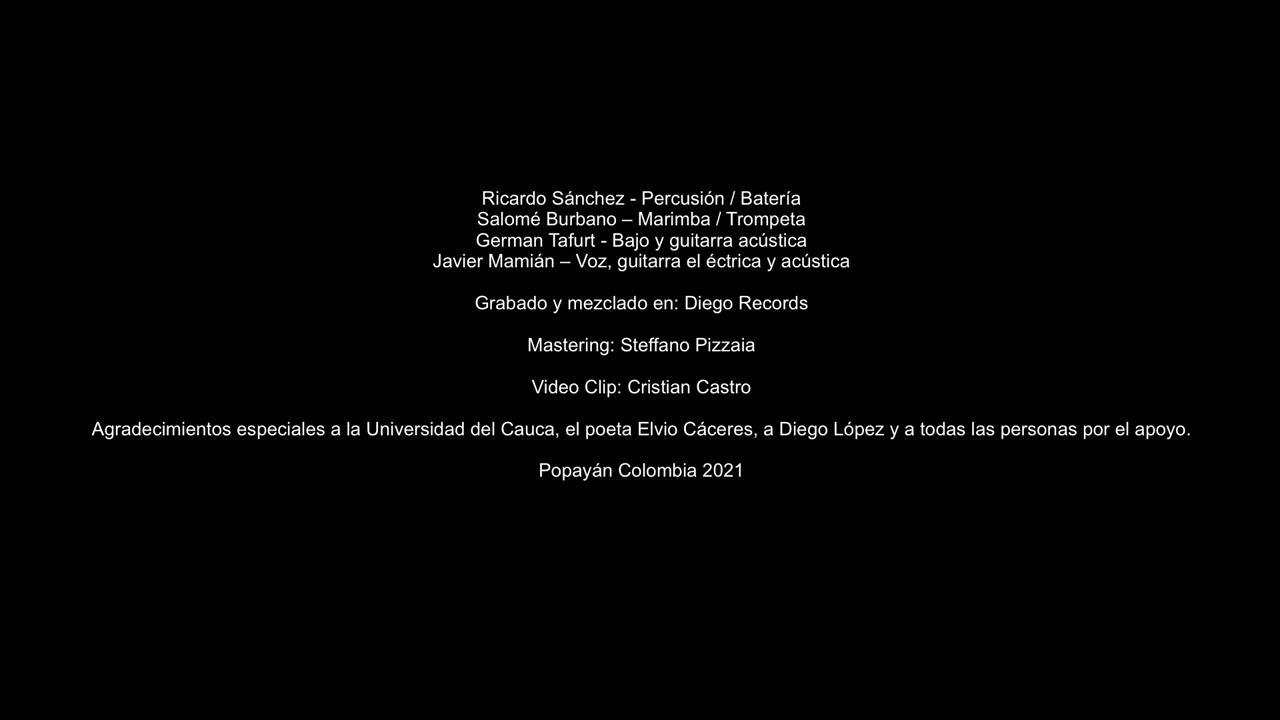 Ricardo Sánchez - Percusión / Batería
Salomé Burbano – Marimba / Trompeta
German Tafurt - Bajo y guitarra acústica
Javier Mamián – Voz, guitarra el éctrica y acústica
Grabado y mezclado en: Diego Records
Mastering: Steffano Pizzaia
Video Clip: Cristian Castro
Agradecimientos especiales a la Universidad del Cauca, el poeta Elvio Cáceres, a Diego López y a todas las personas por el apoyo.
Popayán Colombia 2021